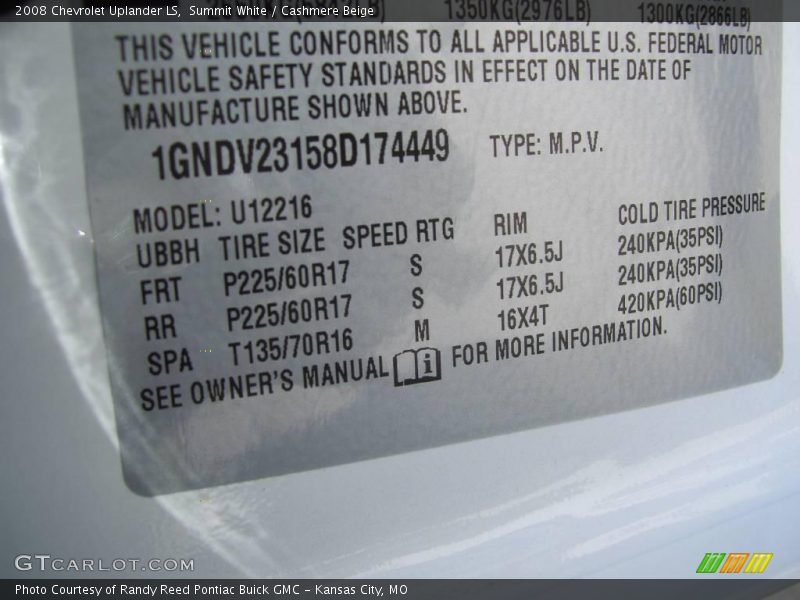 2008 Chevrolet Uplander LS, Summit White / Cashmere Beige
1350KG(2976LB) 1300KG(2866LB)
THIS VEHICLE CONFORMS TO ALL APPLICABLE U.S. FEDERAL MOTOR
VEHICLE SAFETY STANDARDS IN EFFECT ON THE DATE OF
MANUFACTURE SHOWN ABOVE.
1GNDV23158D174449 TYPE: M.P.V.
MODEL: U12216
UBBH TIRE SIZE SPEED RTG RIM COLD TIRE PRESSURE
FRT P225/60R17 S 17X6.5J 240KPA(35PSI)
RR P225/60R17 S 17X6.5J 240KPA(35PSI)
SPA T135/70R16 M 16X4T 420KPA(60PSI)
SEE OWNER'S MANUAL i FOR MORE INFORMATION.
GTCARLOT.COM
Photo Courtesy of Randy Reed Pontiac Buick GMC – Kansas City, MO